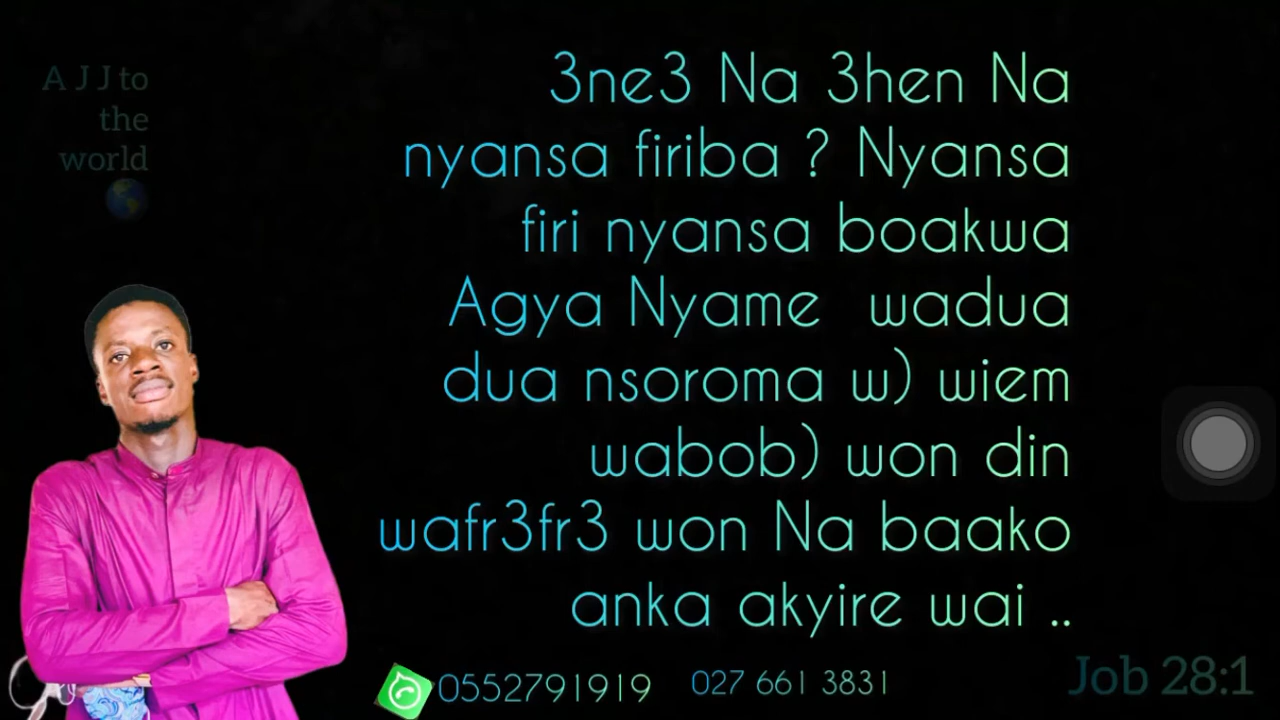 A J J to
the
world
3ne3 Na 3hen Na
nyansa firiba ? Nyansa
firi nyansa boakwa
Agya Nyame wadua
dua nsoroma w) wiem
wabob) won din
wafr3fr3 won Na baako
anka akyire wai ..
0552791919
027 661 3831
Job 28:1